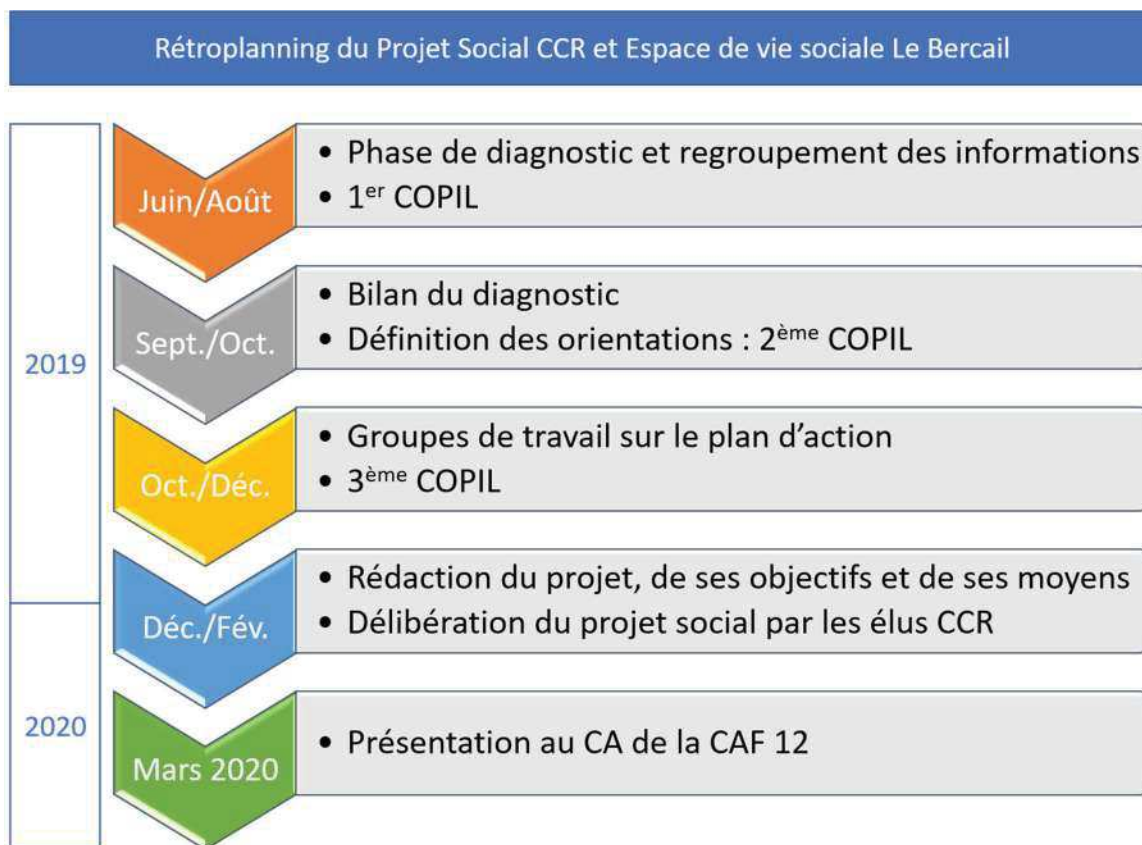 Rétroplanning du Projet Social CCR et Espace de vie sociale Le Bercail
2019
Juin/Août
• Phase de diagnostic et regroupement des informations
• 1er COPIL
Sept./Oct.
• Bilan du diagnostic
• Définition des orientations : 2ème COPIL
Oct./Déc.
• Groupes de travail sur le plan d’action
• 3ème COPIL
Déc./Fév.
• Rédaction du projet, de ses objectifs et de ses moyens
• Délibération du projet social par les élus CCR
2020
Mars 2020
• Présentation au CA de la CAF 12